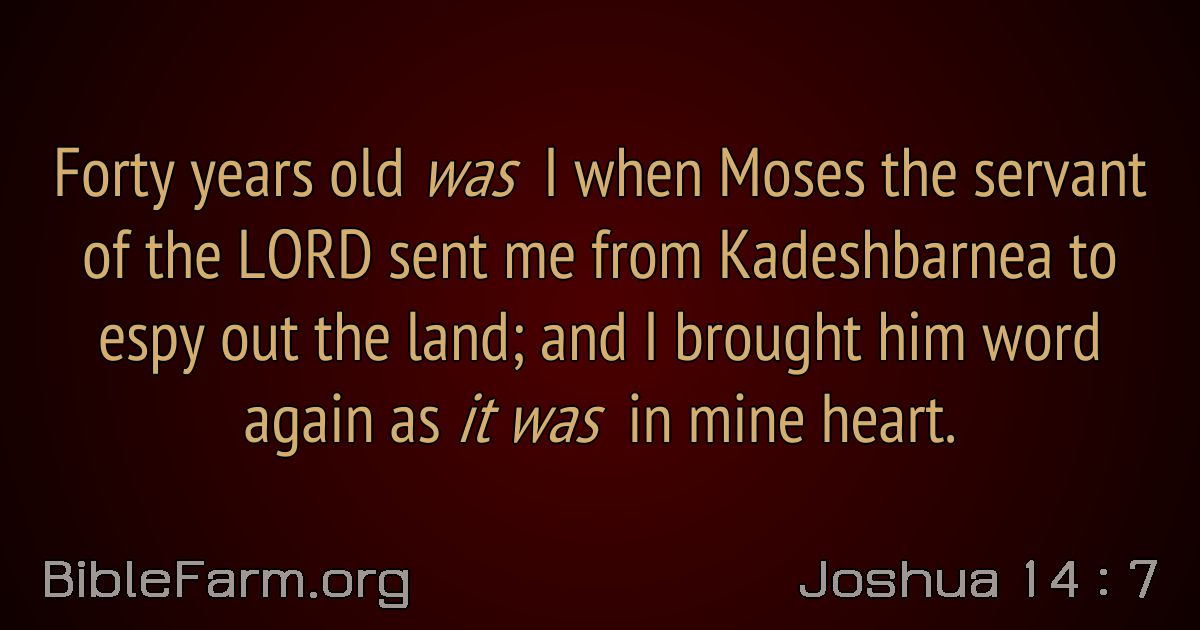 Forty years old was I when Moses the servant
of the LORD sent me from Kadeshbarnea to
espy out the land; and I brought him word
again as it was in mine heart.
BibleFarm.org
Joshua 14 : 7